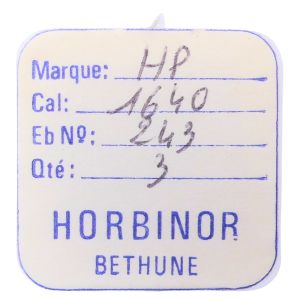 Marque: HP
Cal: 1640
Eb Nº: 243
Qté: 3
HORBINOR
BETHUNE